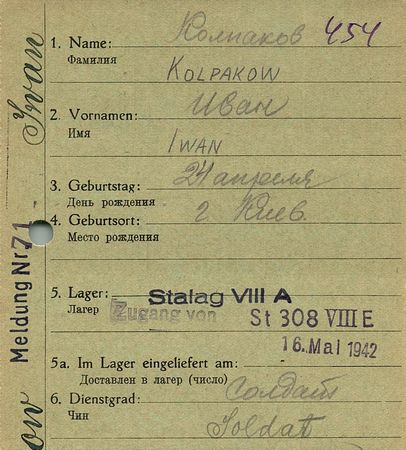 Колпаков 454
1. Name:
Фамилия
KOLPAKOW
Иван
2. Vornamen:
Имя
IWAN
24 апреля
3. Geburtstag:
День рождения
г. Киев.
4. Geburtsort:
Место рождения
5. Lager: Stalag VIII A
Лагер Zugang von St 308 VIII E
16. Mai 1942
5a. Im Lager eingeliefert am:
Доставлен в лагер (число)
солдат
6. Dienstgrad:
Чин
Soldat
Ivan
Meldung Nr 71
ow